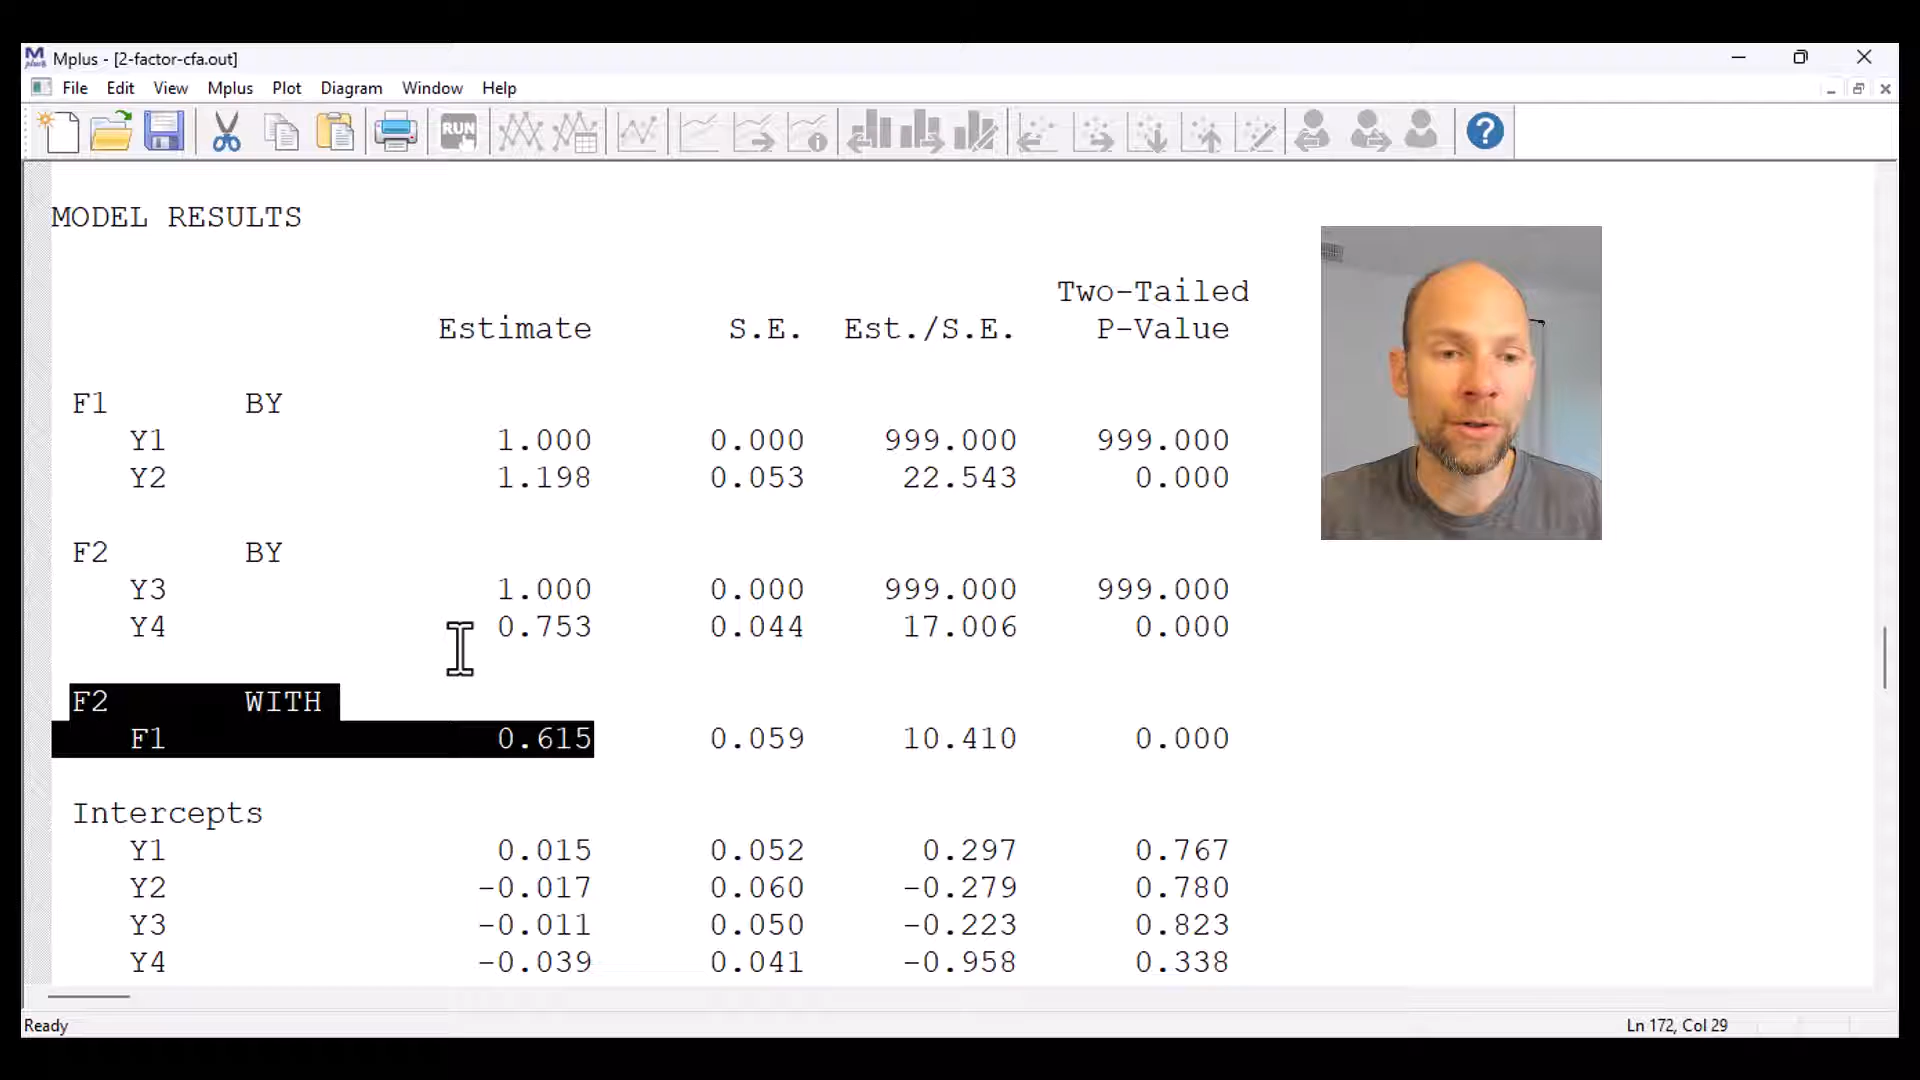 Mplus - [2-factor-cfa.out]
File Edit View Mplus Plot Diagram Window Help
RUN
MODEL RESULTS
Two-Tailed
Estimate S.E. Est./S.E. P-Value
F1 BY
Y1 1.000 0.000 999.000 999.000
Y2 1.198 0.053 22.543 0.000
F2 BY
Y3 1.000 0.000 999.000 999.000
Y4 0.753 0.044 17.006 0.000
F2 WITH
F1 0.615 0.059 10.410 0.000
Intercepts
Y1 0.015 0.052 0.297 0.767
Y2 -0.017 0.060 -0.279 0.780
Y3 -0.011 0.050 -0.223 0.823
Y4 -0.039 0.041 -0.958 0.338
Ready Ln 172, Col 29